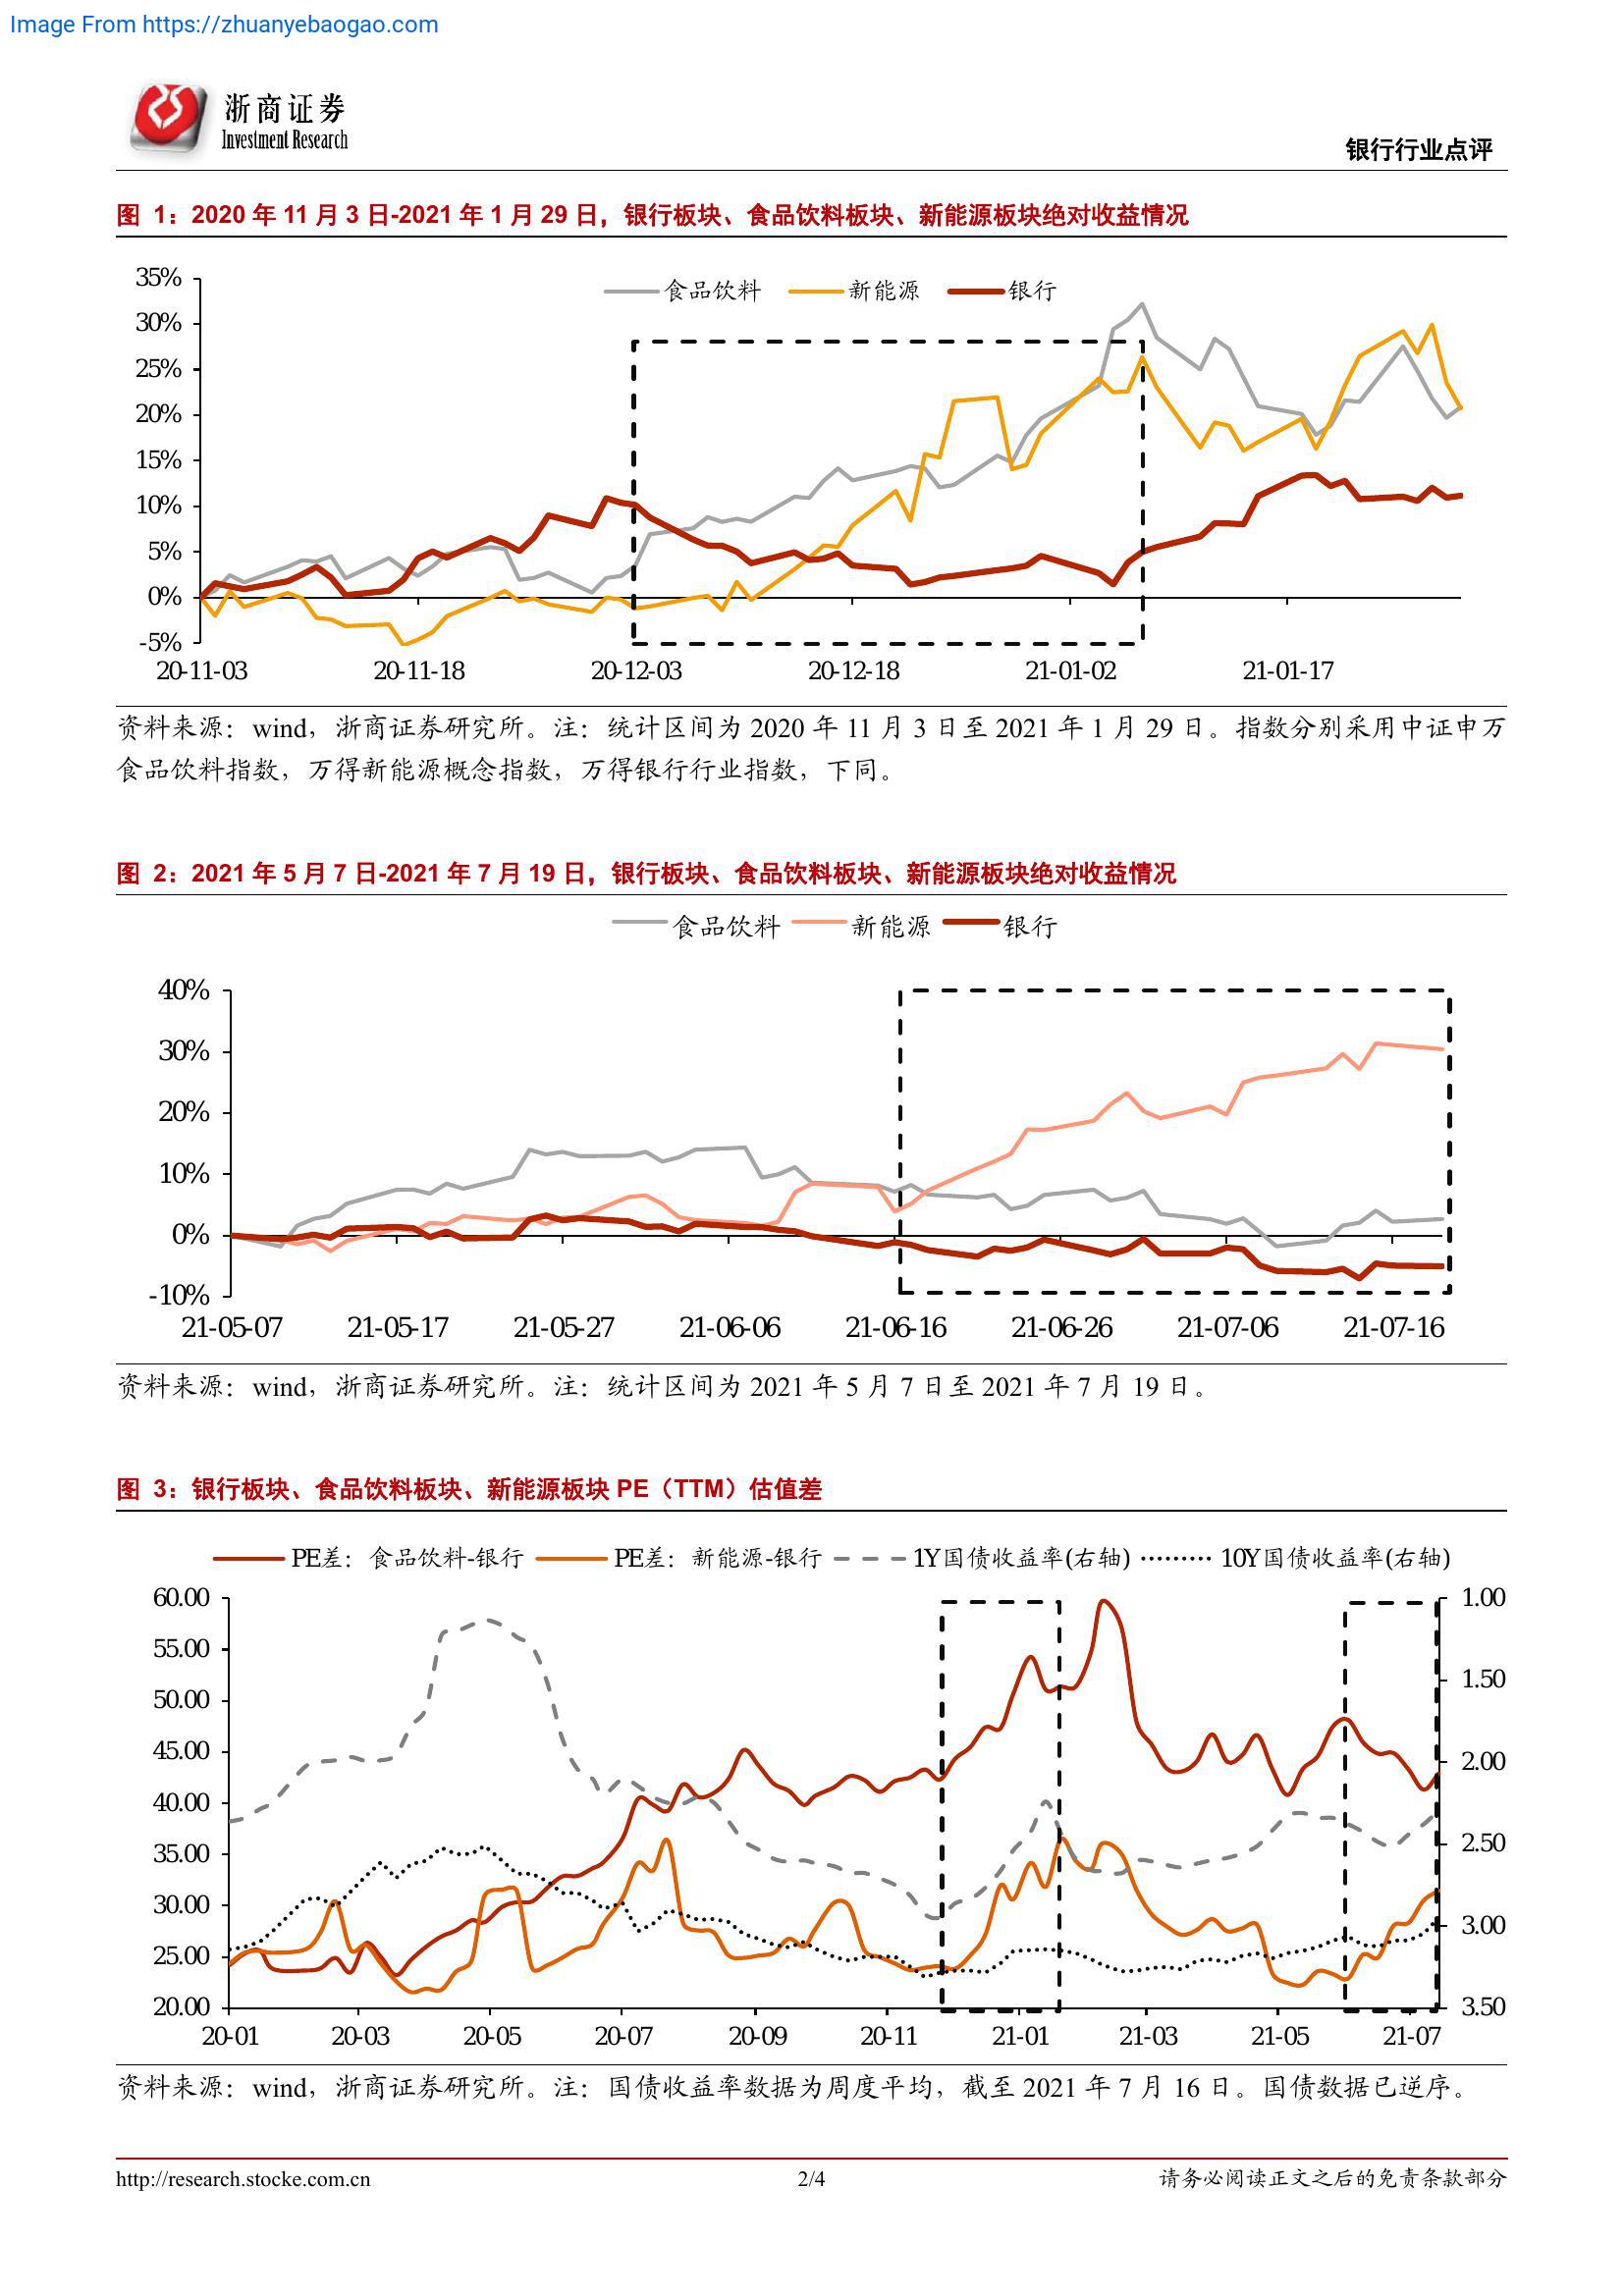 Image From https://zhuanyebaogao.com
浙商证券
Investment Research
银行行业点评
图 1：2020 年 11 月 3 日-2021 年 1 月 29 日，银行板块、食品饮料板块、新能源板块绝对收益情况
35%
30%
25%
20%
15%
10%
5%
0%
-5%
食品饮料 新能源 银行
20-11-03 20-11-18 20-12-03 20-12-18 21-01-02 21-01-17
资料来源：wind，浙商证券研究所。注：统计区间为 2020 年 11 月 3 日至 2021 年 1 月 29 日。指数分别采用中证申万
食品饮料指数，万得新能源概念指数，万得银行行业指数，下同。
图 2：2021 年 5 月 7 日-2021 年 7 月 19 日，银行板块、食品饮料板块、新能源板块绝对收益情况
食品饮料 新能源 银行
40%
30%
20%
10%
0%
-10%
21-05-07 21-05-17 21-05-27 21-06-06 21-06-16 21-06-26 21-07-06 21-07-16
资料来源：wind，浙商证券研究所。注：统计区间为 2021 年 5 月 7 日至 2021 年 7 月 19 日。
图 3：银行板块、食品饮料板块、新能源板块 PE（TTM）估值差
PE差：食品饮料-银行 PE差：新能源-银行 1Y国债收益率(右轴) 10Y国债收益率(右轴)
60.00
55.00
50.00
45.00
40.00
35.00
30.00
25.00
20.00
1.00
1.50
2.00
2.50
3.00
3.50
20-01 20-03 20-05 20-07 20-09 20-11 21-01 21-03 21-05 21-07
资料来源：wind，浙商证券研究所。注：国债收益率数据为周度平均，截至 2021 年 7 月 16 日。国债数据已逆序。
http://research.stocke.com.cn 2/4 请务必阅读正文之后的免责条款部分